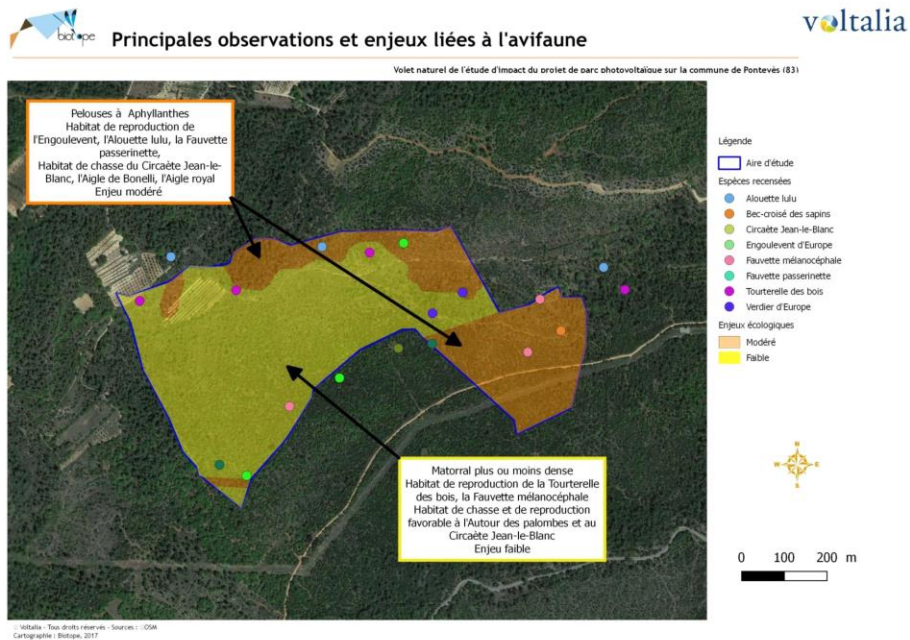 biotope
Principales observations et enjeux liées à l'avifaune
voltalia
Volet naturel de l'étude d'impact du projet de parc photovoltaïque sur la commune de Pontevès (83)
Pelouses à Aphyllanthes
Habitat de reproduction de
l'Engoulevent, l'Alouette lulu, la Fauvette
passerinette,
Habitat de chasse du Circaète Jean-le-
Blanc, l'Aigle de Bonelli, l'Aigle royal
Enjeu modéré
Matorral plus ou moins dense
Habitat de reproduction de la Tourterelle
des bois, la Fauvette mélanocéphale
Habitat de chasse et de reproduction
favorable à l'Autour des palombes et au
Circaète Jean-le-Blanc
Enjeu faible
Légende
Aire d'étude
Espèces recensées
Alouette lulu
Bec-croisé des sapins
Circaète Jean-le-Blanc
Engoulevent d'Europe
Fauvette mélanocéphale
Fauvette passerinette
Tourterelle des bois
Verdier d'Europe
Enjeux écologiques
Modéré
Faible
N
W E
S
0 100 200 m
© Voltalia - Tous droits réservés - Sources : ©OSM
Cartographie : Biotope, 2017